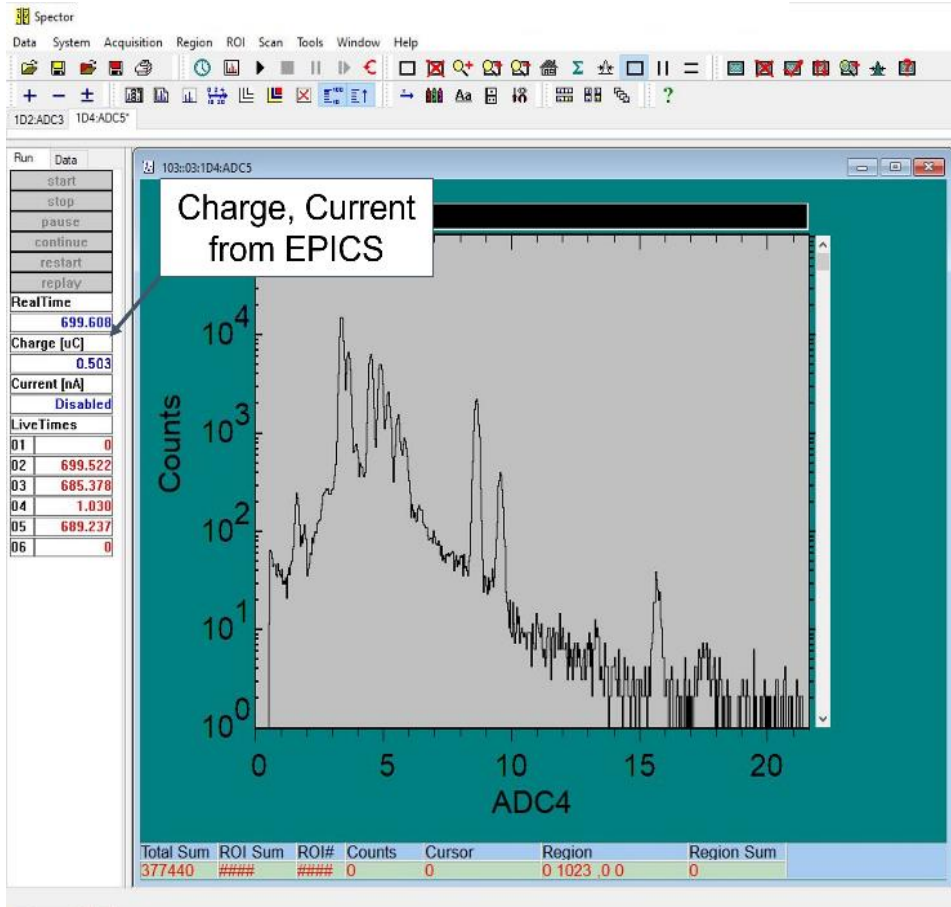 Spector
Data System Acquisition Region ROI Scan Tools Window Help
1D2:ADC3 1D4:ADC5*
Run Data
start
stop
pause
continue
restart
replay
RealTime
699.608
Charge [uC]
0.503
Current [nA]
Disabled
LiveTimes
01 0
02 699.522
03 685.378
04 1.030
05 689.237
06 0
103::03:1D4:ADC5
Charge, Current
from EPICS
Counts
10^4
10^3
10^2
10^1
10^0
0 5 10 15 20
ADC4
Total Sum ROI Sum ROI# Counts Cursor Region Region Sum
377440 #### #### 0 0 0 1023 ,0 0 0